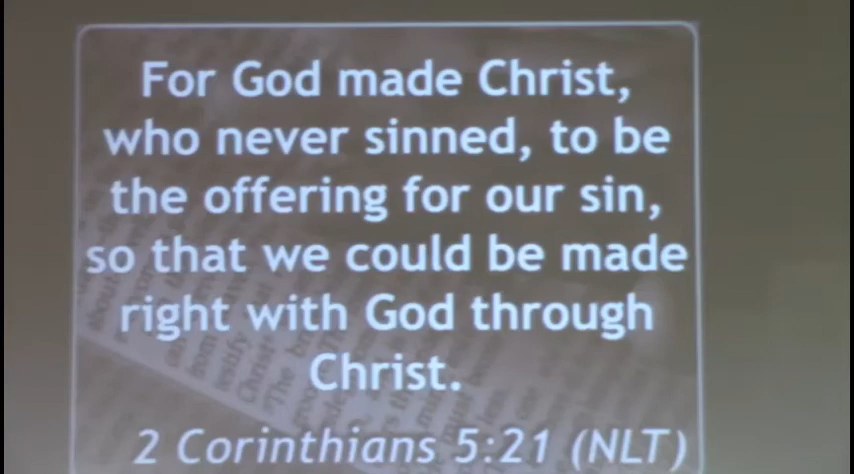 For God made Christ,
who never sinned, to be
the offering for our sin,
so that we could be made
right with God through
Christ.
2 Corinthians 5:21 (NLT)